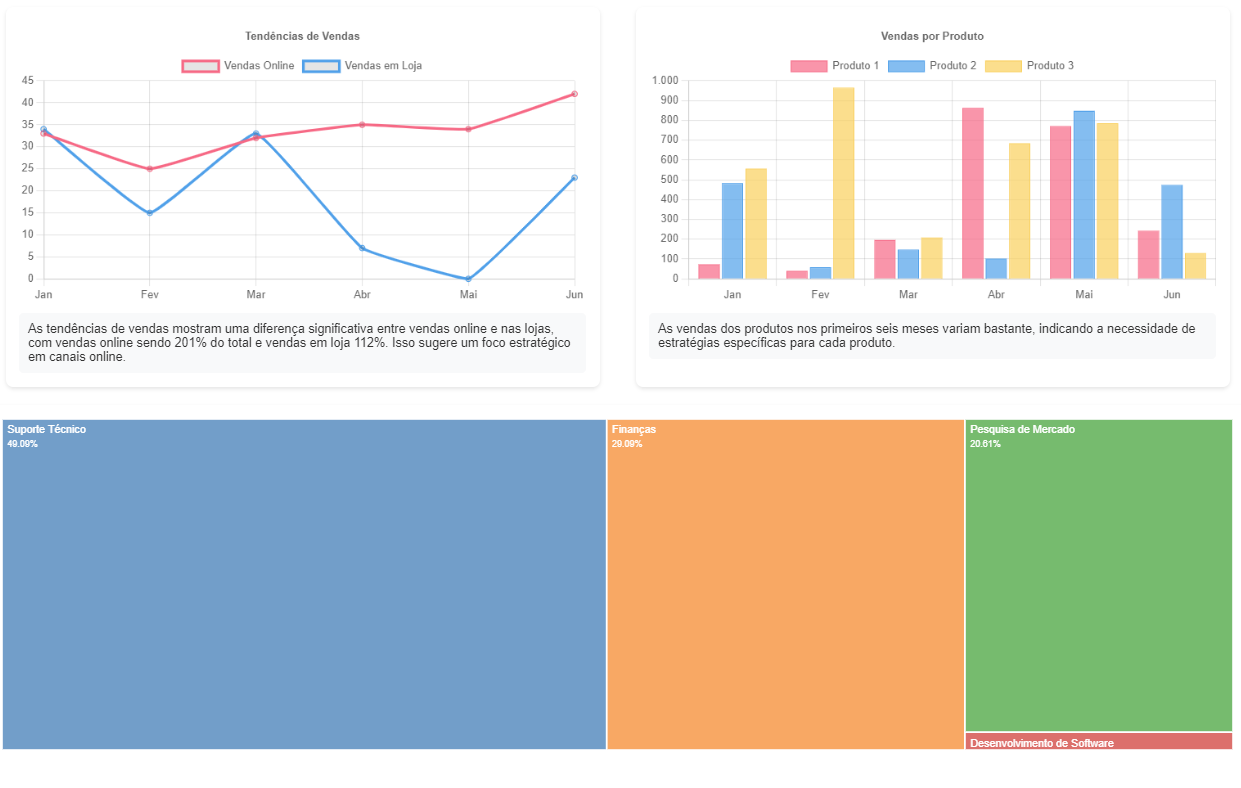 Tendências de Vendas
Vendas Online Vendas em Loja
45
40
35
30
25
20
15
10
5
0
Jan Fev Mar Abr Mai Jun
As tendências de vendas mostram uma diferença significativa entre vendas online e nas lojas,
com vendas online sendo 201% do total e vendas em loja 112%. Isso sugere um foco estratégico
em canais online.
Vendas por Produto
Produto 1 Produto 2 Produto 3
1.000
900
800
700
600
500
400
300
200
100
0
Jan Fev Mar Abr Mai Jun
As vendas dos produtos nos primeiros seis meses variam bastante, indicando a necessidade de
estratégias específicas para cada produto.
Suporte Técnico
49.09%
Finanças
29.09%
Pesquisa de Mercado
20.61%
Desenvolvimento de Software